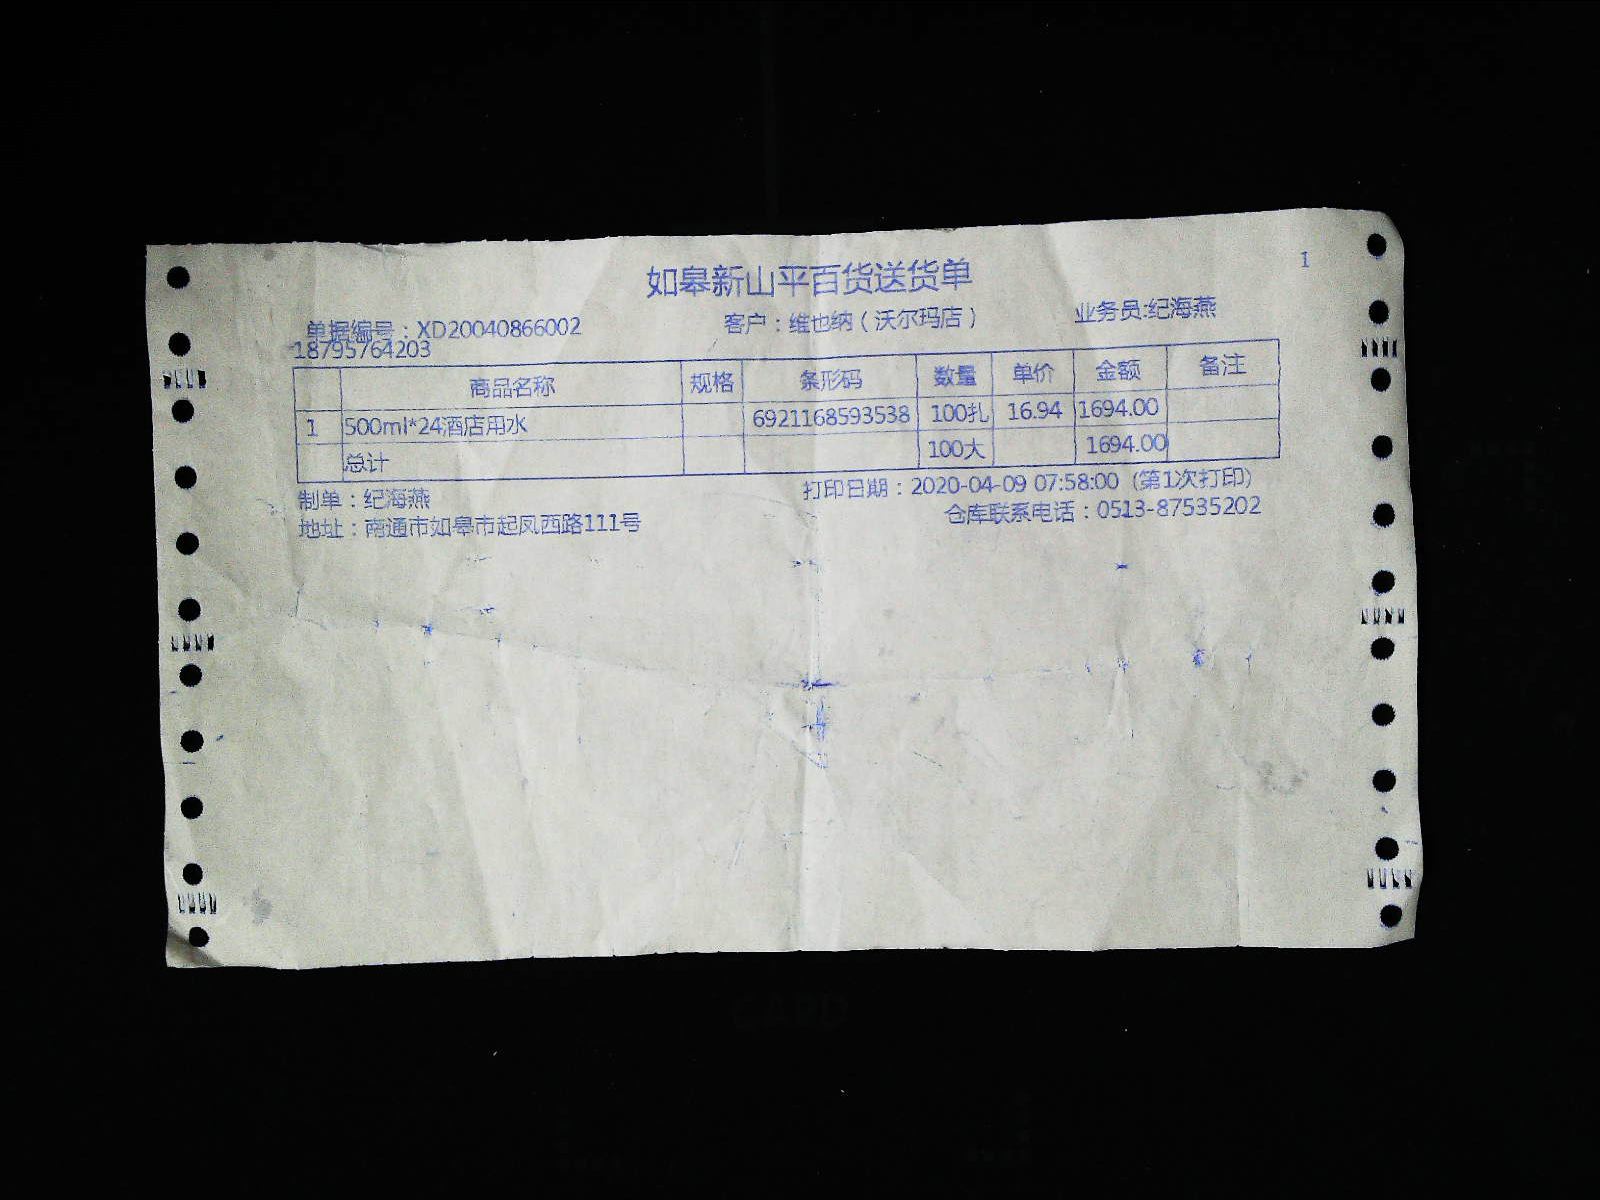 如皋新山平百货送货单
1
单据编号：XD20040866002 客户：维也纳（沃尔玛店） 业务员:纪海燕
18795764203
商品名称 规格 条形码 数量 单价 金额 备注
1 500ml*24酒店用水 6921168593538 100扎 16.94 1694.00
总计 100大 1694.00
制单：纪海燕 打印日期：2020-04-09 07:58:00 (第1次打印)
地址：南通市如皋市起凤西路111号 仓库联系电话：0513-87535202